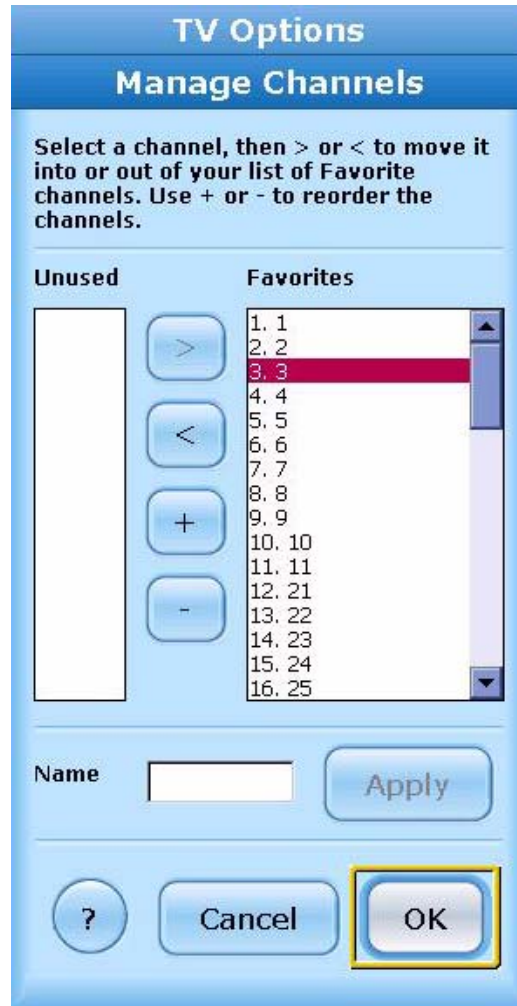 TV Options
Manage Channels
Select a channel, then > or < to move it
into or out of your list of Favorite
channels. Use + or - to reorder the
channels.
Unused Favorites
1. 1
>
2. 2
3. 3
4. 4
5. 5
<
6. 6
7. 7
8. 8
+
9. 9
10. 10
11. 11
12. 21
-
13. 22
14. 23
15. 24
16. 25
Name Apply
? Cancel OK